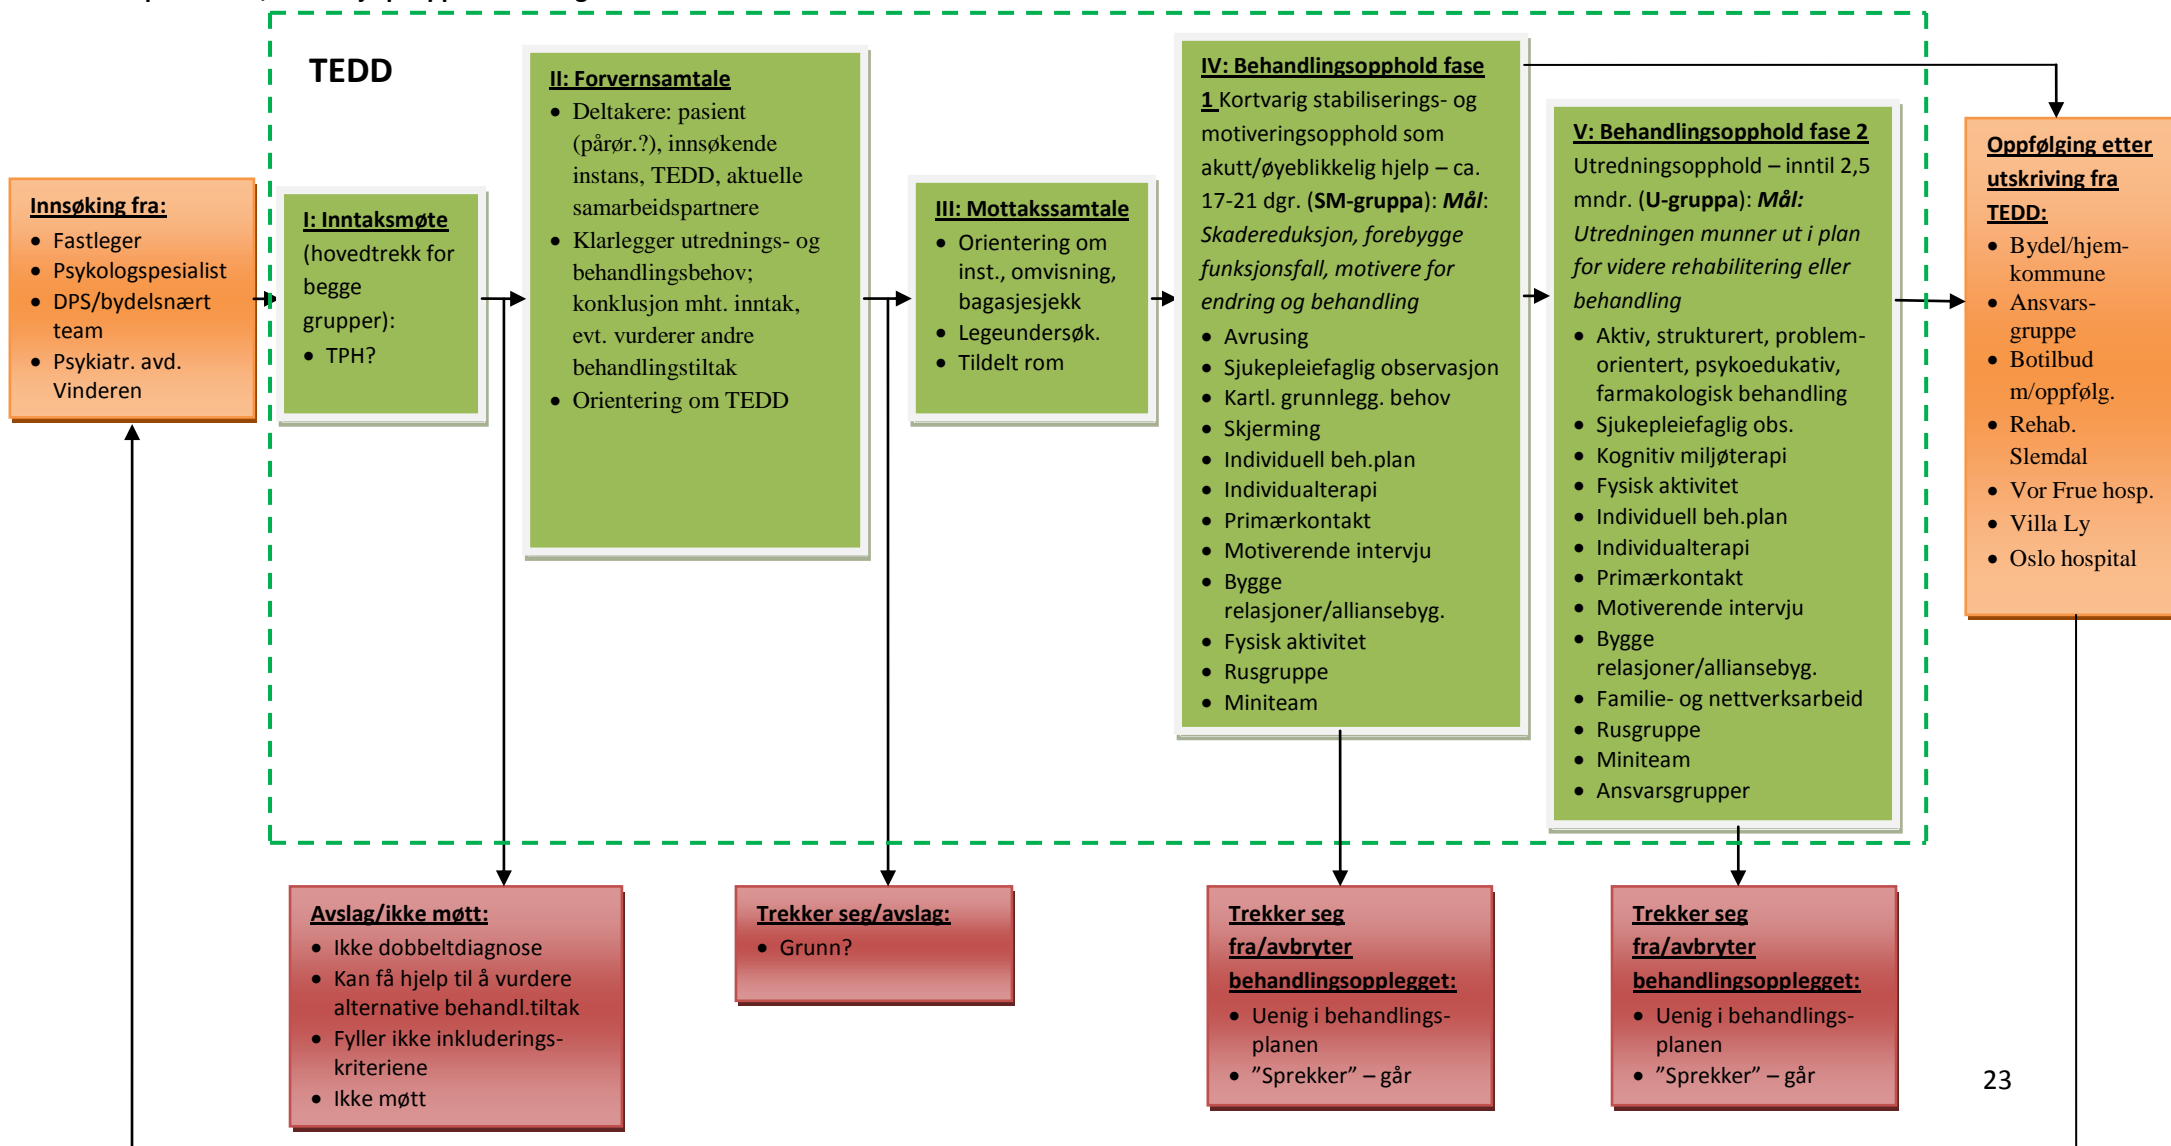 TEDD
Innsøking fra:
• Fastleger
• Psykologspesialist
• DPS/bydelsnært
team
• Psykiatr. avd.
Vinderen
I: Inntaksmøte
(hovedtrekk for
begge
grupper):
• TPH?
II: Forvernsamtale
• Deltakere: pasient
(pårør.?), innsøkende
instans, TEDD, aktuelle
samarbeidspartnere
• Klarlegger utrednings- og
behandlingsbehov;
konklusjon mht. inntak,
evt. vurderer andre
behandlingstiltak
• Orientering om TEDD
III: Mottakssamtale
• Orientering om
inst., omvisning,
bagasjesjekk
• Legeundersøk.
• Tildelt rom
IV: Behandlingsopphold fase
1 Kortvarig stabiliserings- og
motiveringsopphold som
akutt/øyeblikkelig hjelp – ca.
17-21 dgr. (SM-gruppa): Mål:
Skadereduksjon, forebygge
funksjonsfall, motivere for
endring og behandling
• Avrusing
• Sjukepleiefaglig observasjon
• Kartl. grunnlegg. behov
• Skjerming
• Individuell beh.plan
• Individualterapi
• Primærkontakt
• Motiverende intervju
• Bygge
relasjoner/alliansebyg.
• Fysisk aktivitet
• Rusgruppe
• Miniteam
V: Behandlingsopphold fase 2
Utredningsopphold – inntil 2,5
mndr. (U-gruppa): Mål:
Utredningen munner ut i plan
for videre rehabilitering eller
behandling
• Aktiv, strukturert, problem-
orientert, psykoedukativ,
farmakologisk behandling
• Sjukepleiefaglig obs.
• Kognitiv miljøterapi
• Fysisk aktivitet
• Individuell beh.plan
• Individualterapi
• Primærkontakt
• Motiverende intervju
• Bygge
relasjoner/alliansebyg.
• Familie- og nettverksarbeid
• Rusgruppe
• Miniteam
• Ansvarsgrupper
Oppfølging etter
utskriving fra
TEDD:
• Bydel/hjem-
kommune
• Ansvars-
gruppe
• Botilbud
m/oppfølg.
• Rehab.
Slemdal
• Vor Frue hosp.
• Villa Ly
• Oslo hospital
Avslag/ikke møtt:
• Ikke dobbeltdiagnose
• Kan få hjelp til å vurdere
alternative behandl.tiltak
• Fyller ikke inkluderings-
kriteriene
• Ikke møtt
Trekker seg/avslag:
• Grunn?
Trekker seg
fra/avbryter
behandlingsopplegget:
• Uenig i behandlings-
planen
• ”Sprekker” – går
Trekker seg
fra/avbryter
behandlingsopplegget:
• Uenig i behandlings-
planen
• ”Sprekker” – går
23